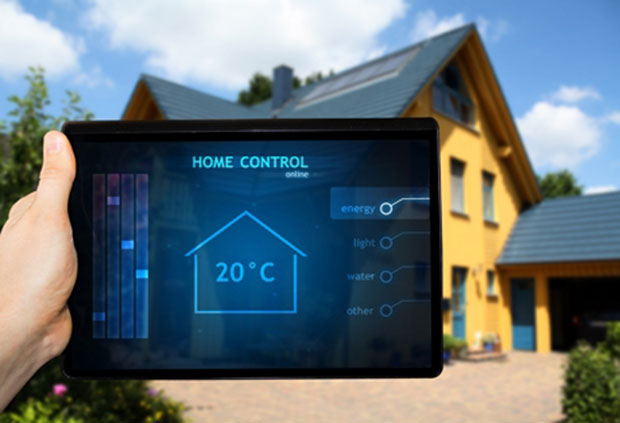 HOME CONTROL
online
energy
light
20°C
water
other